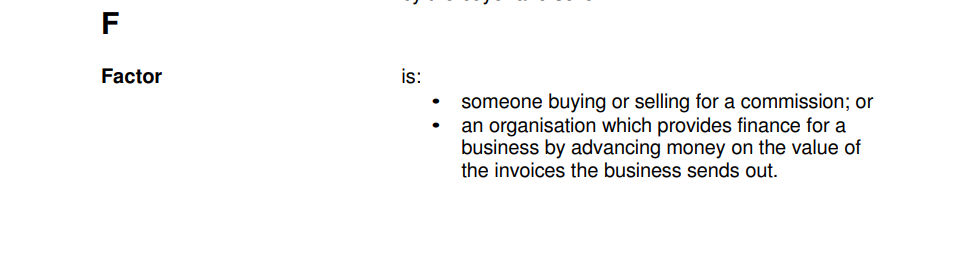 F
Factor is:
• someone buying or selling for a commission; or
• an organisation which provides finance for a
business by advancing money on the value of
the invoices the business sends out.